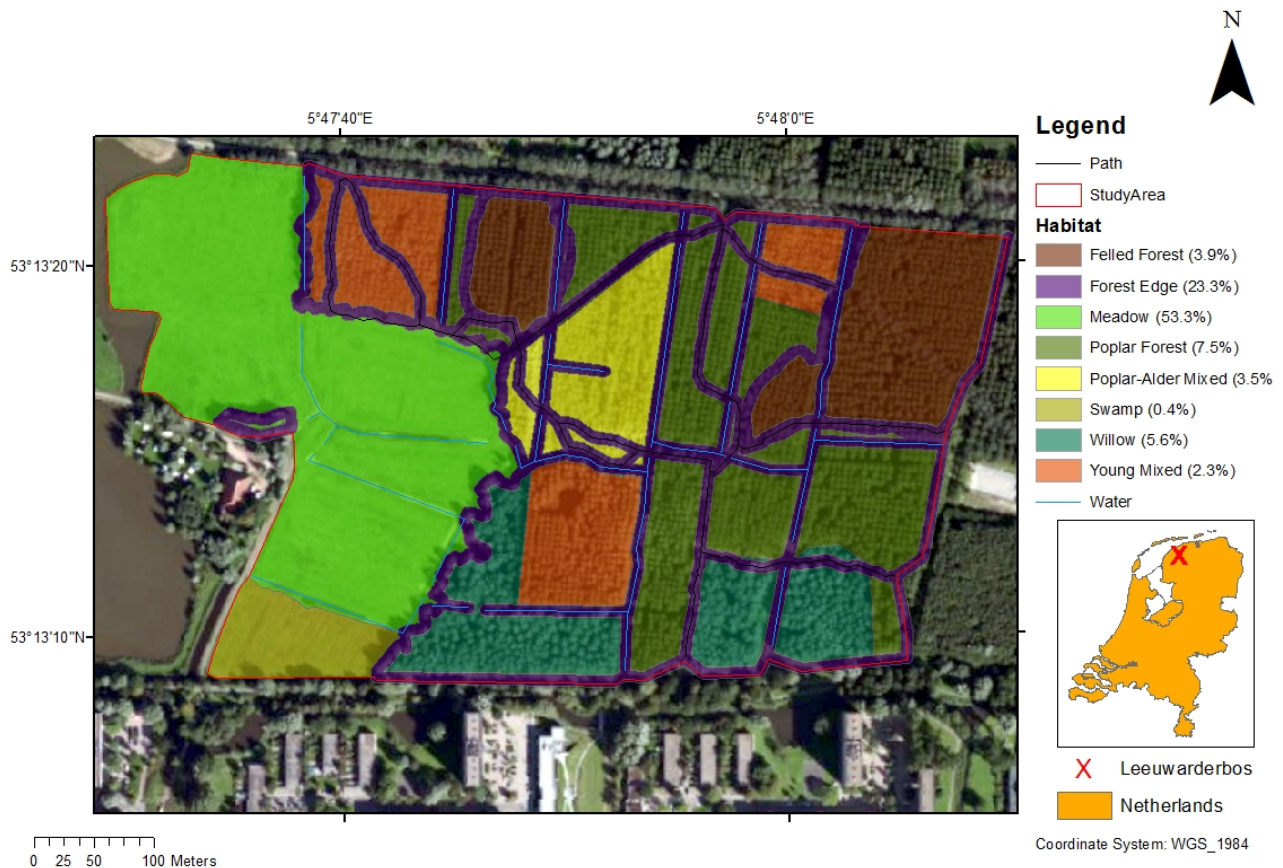 N
5°47'40"E
5°48'0"E
53°13'20"N
53°13'10"N
Legend
Path
StudyArea
Habitat
Felled Forest (3.9%)
Forest Edge (23.3%)
Meadow (53.3%)
Poplar Forest (7.5%)
Poplar-Alder Mixed (3.5%
Swamp (0.4%)
Willow (5.6%)
Young Mixed (2.3%)
Water
X
X Leeuwarderbos
Netherlands
Coordinate System: WGS_1984
0 25 50 100 Meters